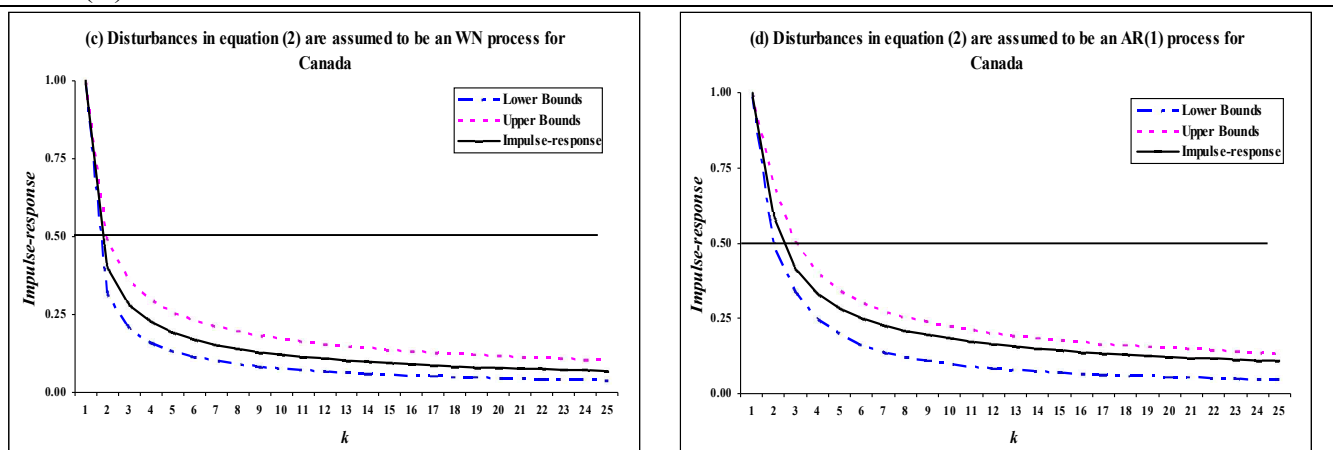 (c) Disturbances in equation (2) are assumed to be an WN process for
Canada
1.00
0.75
0.50
0.25
0.00
Impulse-response
Lower Bounds
Upper Bounds
Impulse-response
1 2 3 4 5 6 7 8 9 10 11 12 13 14 15 16 17 18 19 20 21 22 23 24 25
k
(d) Disturbances in equation (2) are assumed to be an AR(1) process for
Canada
1.00
0.75
0.50
0.25
0.00
Impulse-response
Lower Bounds
Upper Bounds
Impulse-response
1 2 3 4 5 6 7 8 9 10 11 12 13 14 15 16 17 18 19 20 21 22 23 24 25
k